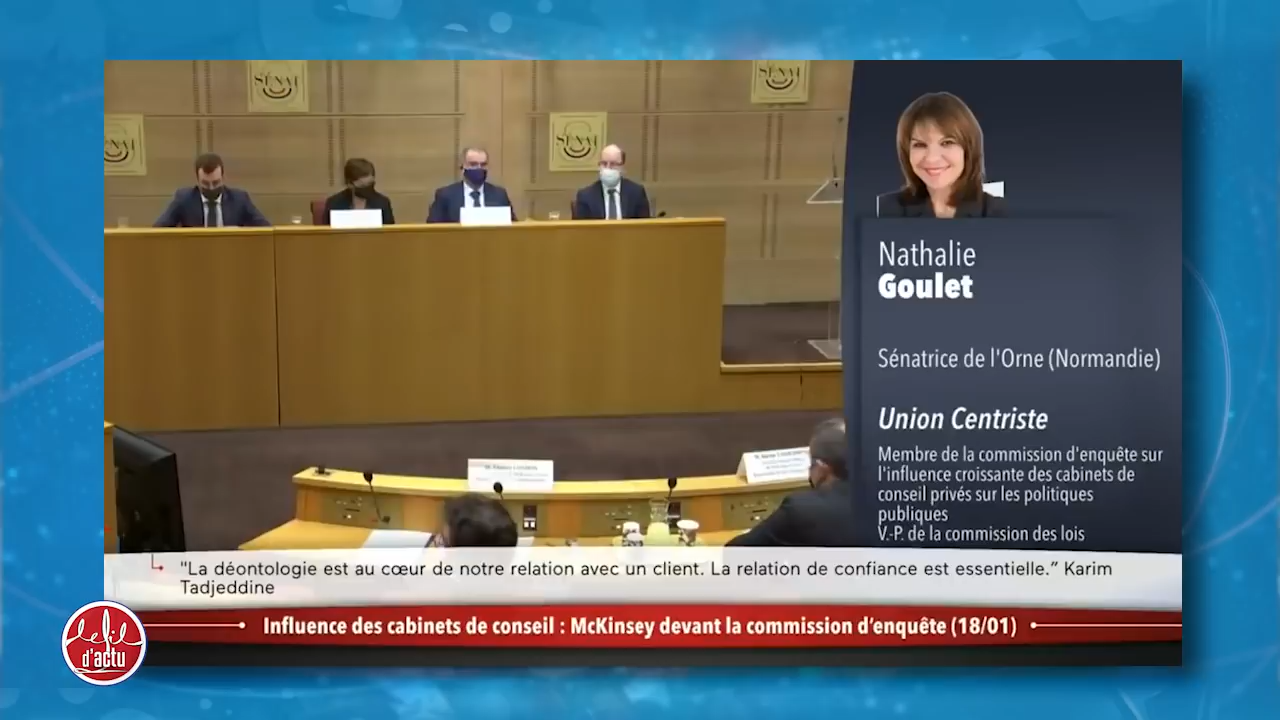 SÉNAT
SÉNAT
SÉNAT
Nathalie
Goulet
Sénatrice de l'Orne (Normandie)
Union Centriste
Membre de la commission d'enquête sur
l'influence croissante des cabinets de
conseil privés sur les politiques
publiques
V.-P. de la commission des lois
"La déontologie est au cœur de notre relation avec un client. La relation de confiance est essentielle.” Karim
Tadjeddine
Influence des cabinets de conseil : McKinsey devant la commission d’enquête (18/01)
Le fil
d'actu